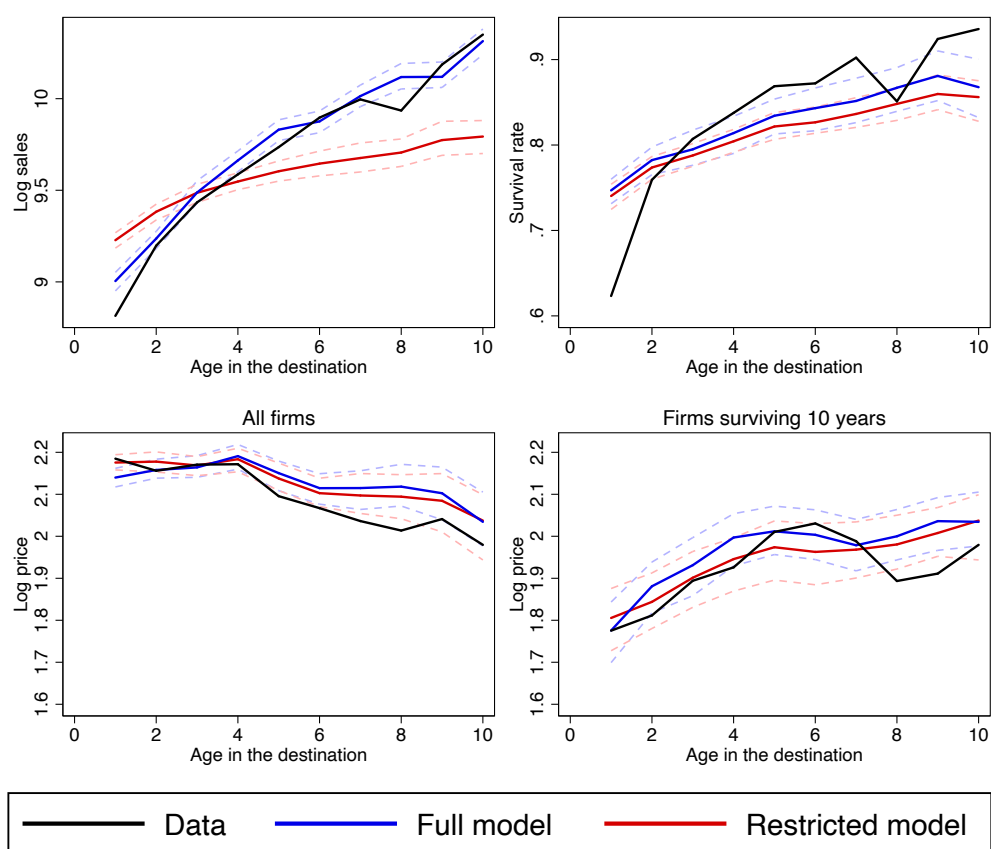 Log sales
9
9.5
10
0 2 4 6 8 10
Age in the destination
Survival rate
.6
.7
.8
.9
0 2 4 6 8 10
Age in the destination
All firms
Log price
1.6
1.7
1.8
1.9
2
2.1
2.2
0 2 4 6 8 10
Age in the destination
Firms surviving 10 years
Log price
1.6
1.7
1.8
1.9
2
2.1
2.2
0 2 4 6 8 10
Age in the destination
Data Full model Restricted model